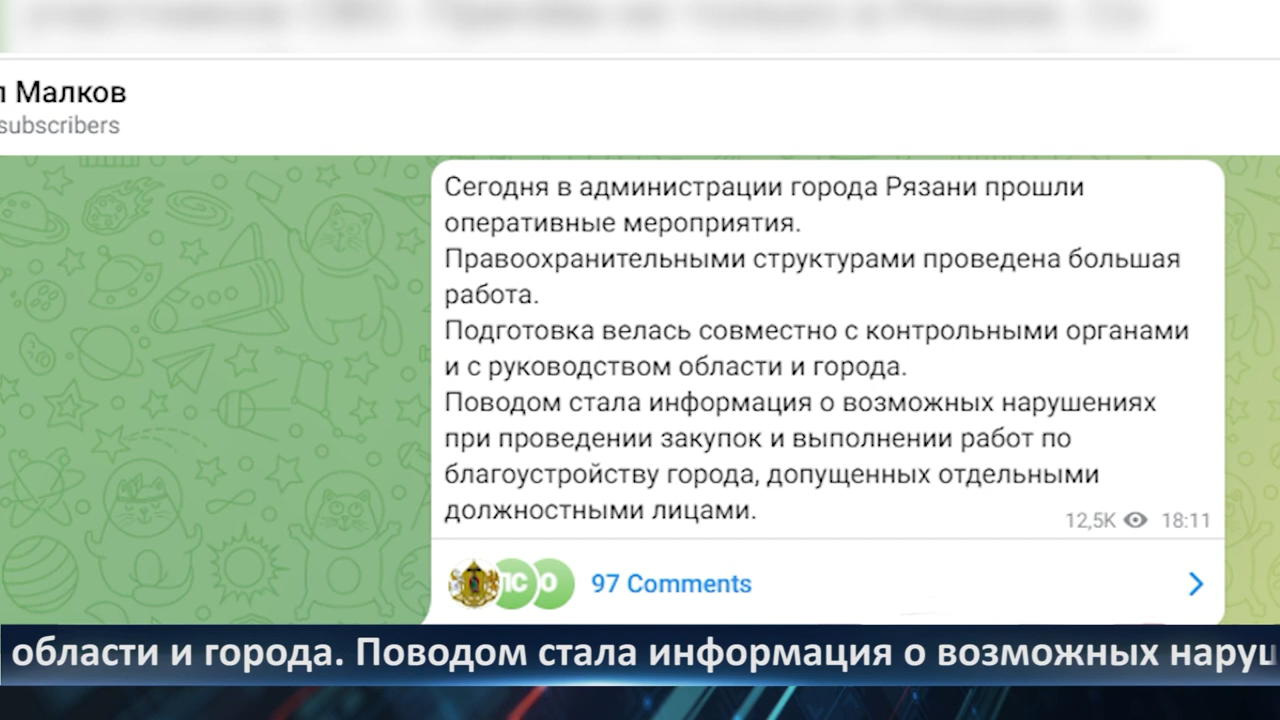 л Малков
subscribers
Сегодня в администрации города Рязани прошли
оперативные мероприятия.
Правоохранительными структурами проведена большая
работа.
Подготовка велась совместно с контрольными органами
и с руководством области и города.
Поводом стала информация о возможных нарушениях
при проведении закупок и выполнении работ по
благоустройству города, допущенных отдельными
должностными лицами.
12,5K 18:11
ЛС О 97 Comments
области и города. Поводом стала информация о возможных наруш